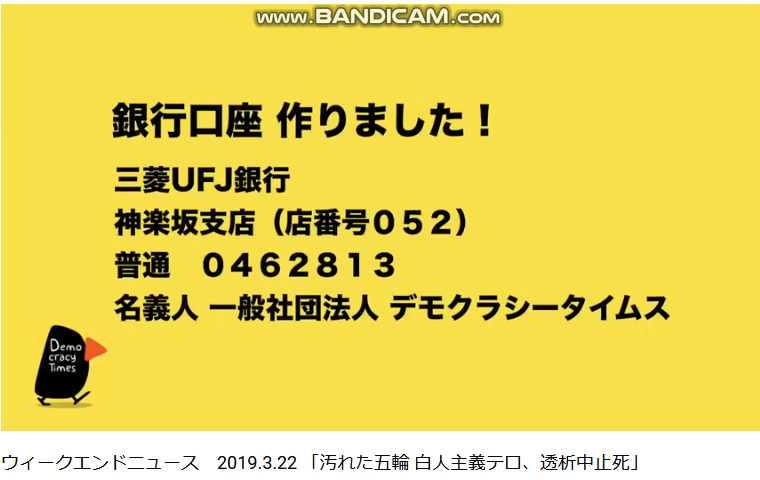 www.BANDICAM.com
銀行口座 作りました！
三菱UFJ銀行
神楽坂支店（店番号０５２）
普通　０４６２８１３
名義人 一般社団法人 デモクラシータイムス
Demo
cracy
Times
ウィークエンドニュース　2019.3.22 「汚れた五輪 白人主義テロ、透析中止死」